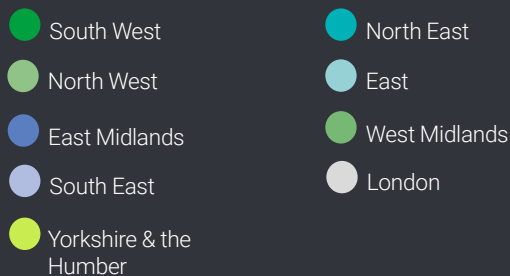 South West
North West
East Midlands
South East
Yorkshire & the
Humber
North East
East
West Midlands
London